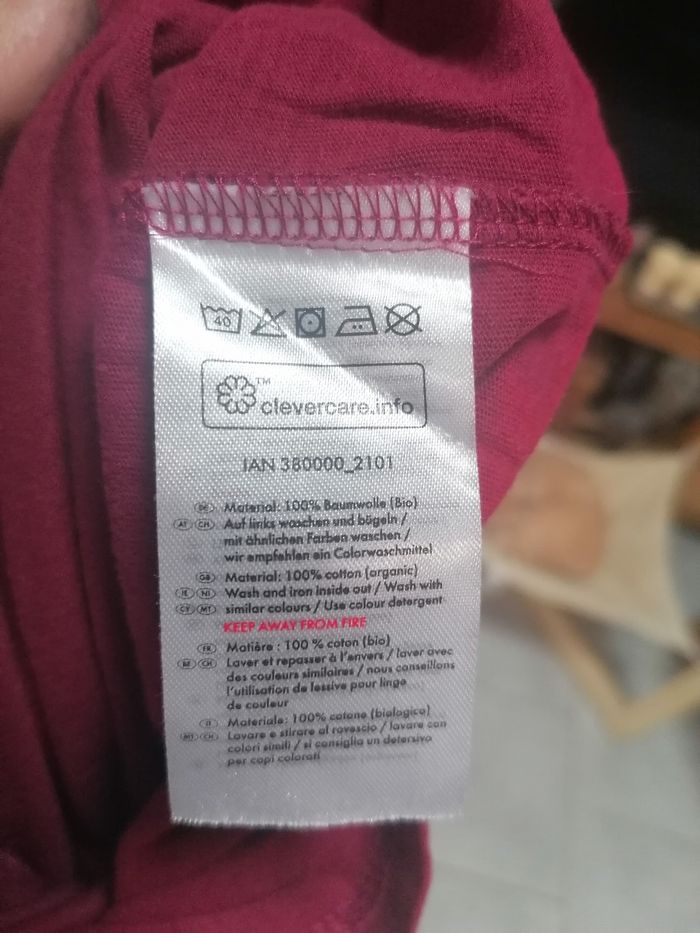 40
clevercare.info™
IAN 380000_2101
DE Material: 100% Baumwolle (Bio)
AT CH Auf links waschen und bügeln /
mit ähnlichen Farben waschen /
wir empfehlen ein Colorwaschmittel
GB Material: 100% cotton (organic)
IE NI Wash and iron inside out / Wash with
CY MT similar colours / Use colour detergent
KEEP AWAY FROM FIRE
FR Matière : 100 % coton (bio)
BE CH Laver et repasser à l'envers / laver avec
des couleurs similaires / nous conseillons
l'utilisation de lessive pour linge
de couleur
IT Materiale: 100% cotone (biologico)
MT CH Lavare e stirare al rovescio / lavare con
colori simili / si consiglia un detersivo
per capi colorati